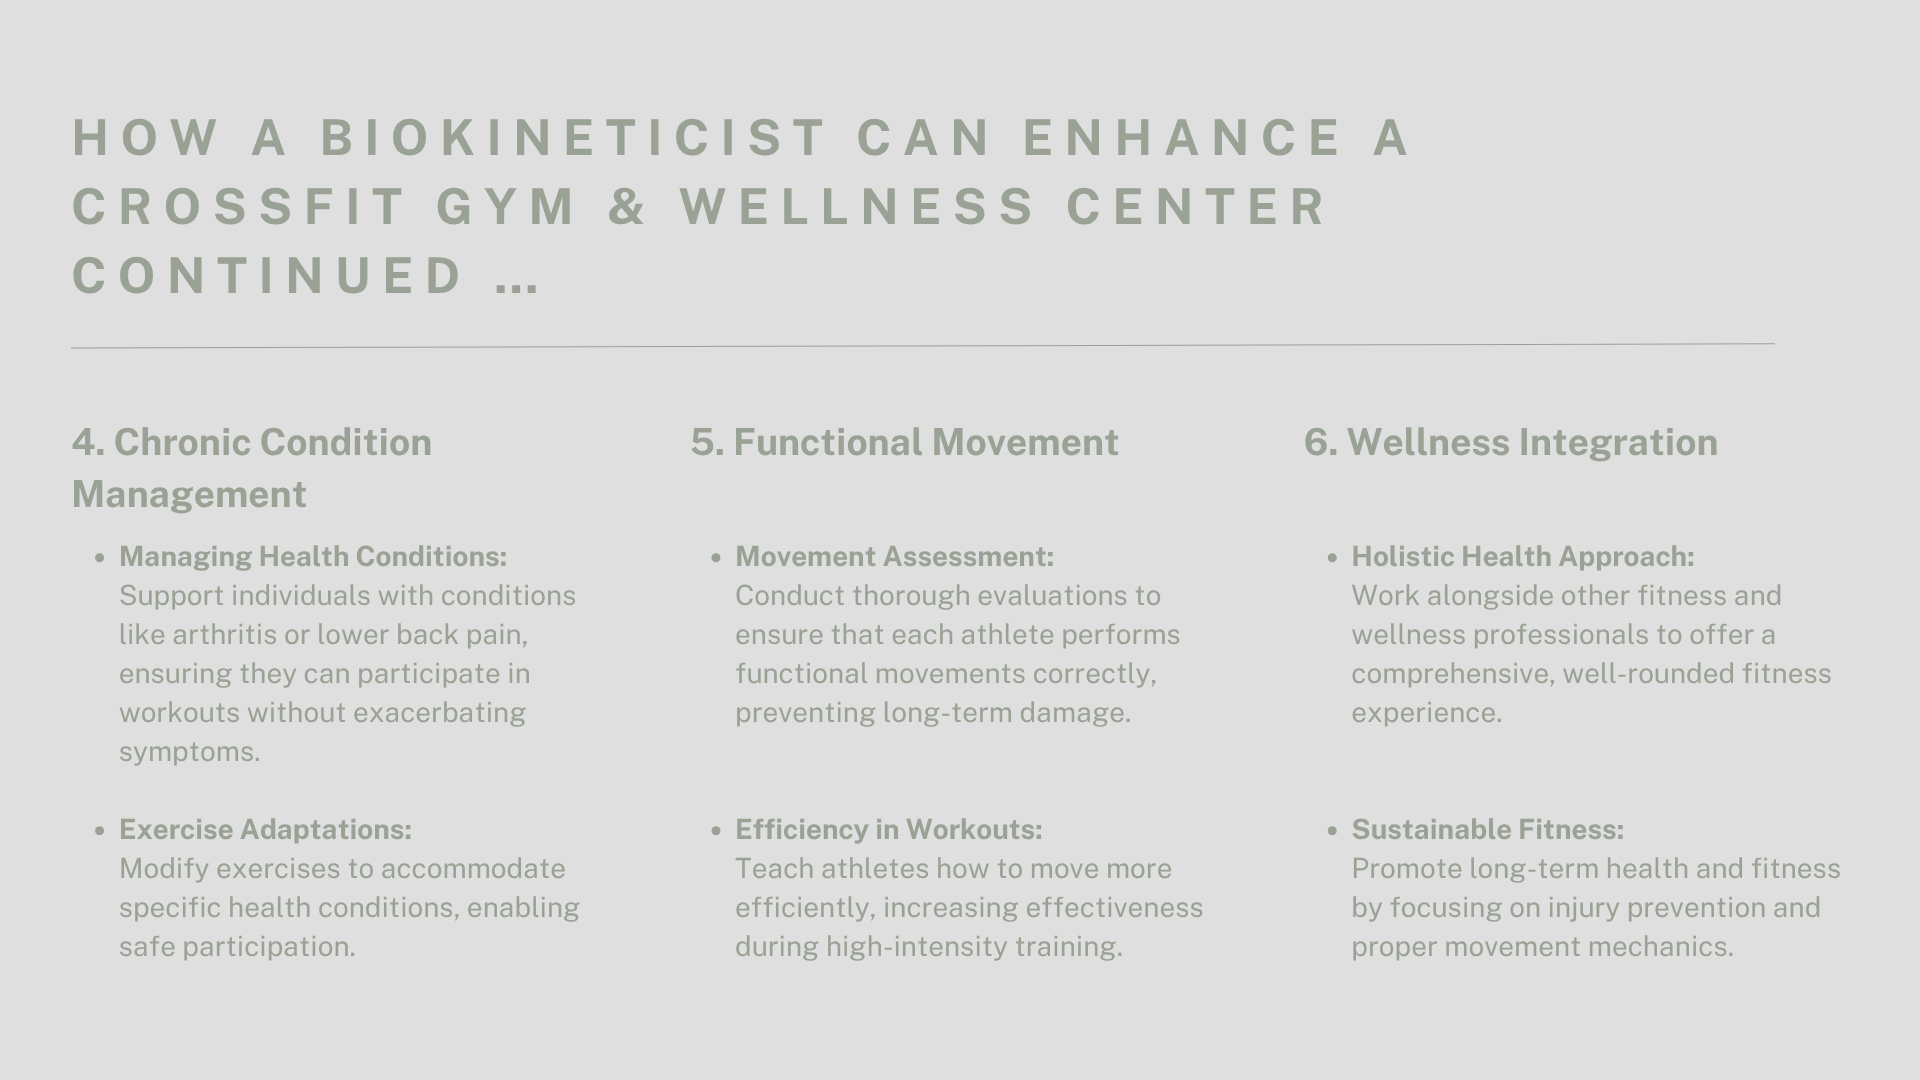 HOW A BIOKINETICIST CAN ENHANCE A
CROSSFIT GYM & WELLNESS CENTER
CONTINUED ...
4. Chronic Condition
Management
• Managing Health Conditions:
Support individuals with conditions
like arthritis or lower back pain,
ensuring they can participate in
workouts without exacerbating
symptoms.
• Exercise Adaptations:
Modify exercises to accommodate
specific health conditions, enabling
safe participation.
5. Functional Movement
• Movement Assessment:
Conduct thorough evaluations to
ensure that each athlete performs
functional movements correctly,
preventing long-term damage.
• Efficiency in Workouts:
Teach athletes how to move more
efficiently, increasing effectiveness
during high-intensity training.
6. Wellness Integration
• Holistic Health Approach:
Work alongside other fitness and
wellness professionals to offer a
comprehensive, well-rounded fitness
experience.
• Sustainable Fitness:
Promote long-term health and fitness
by focusing on injury prevention and
proper movement mechanics.